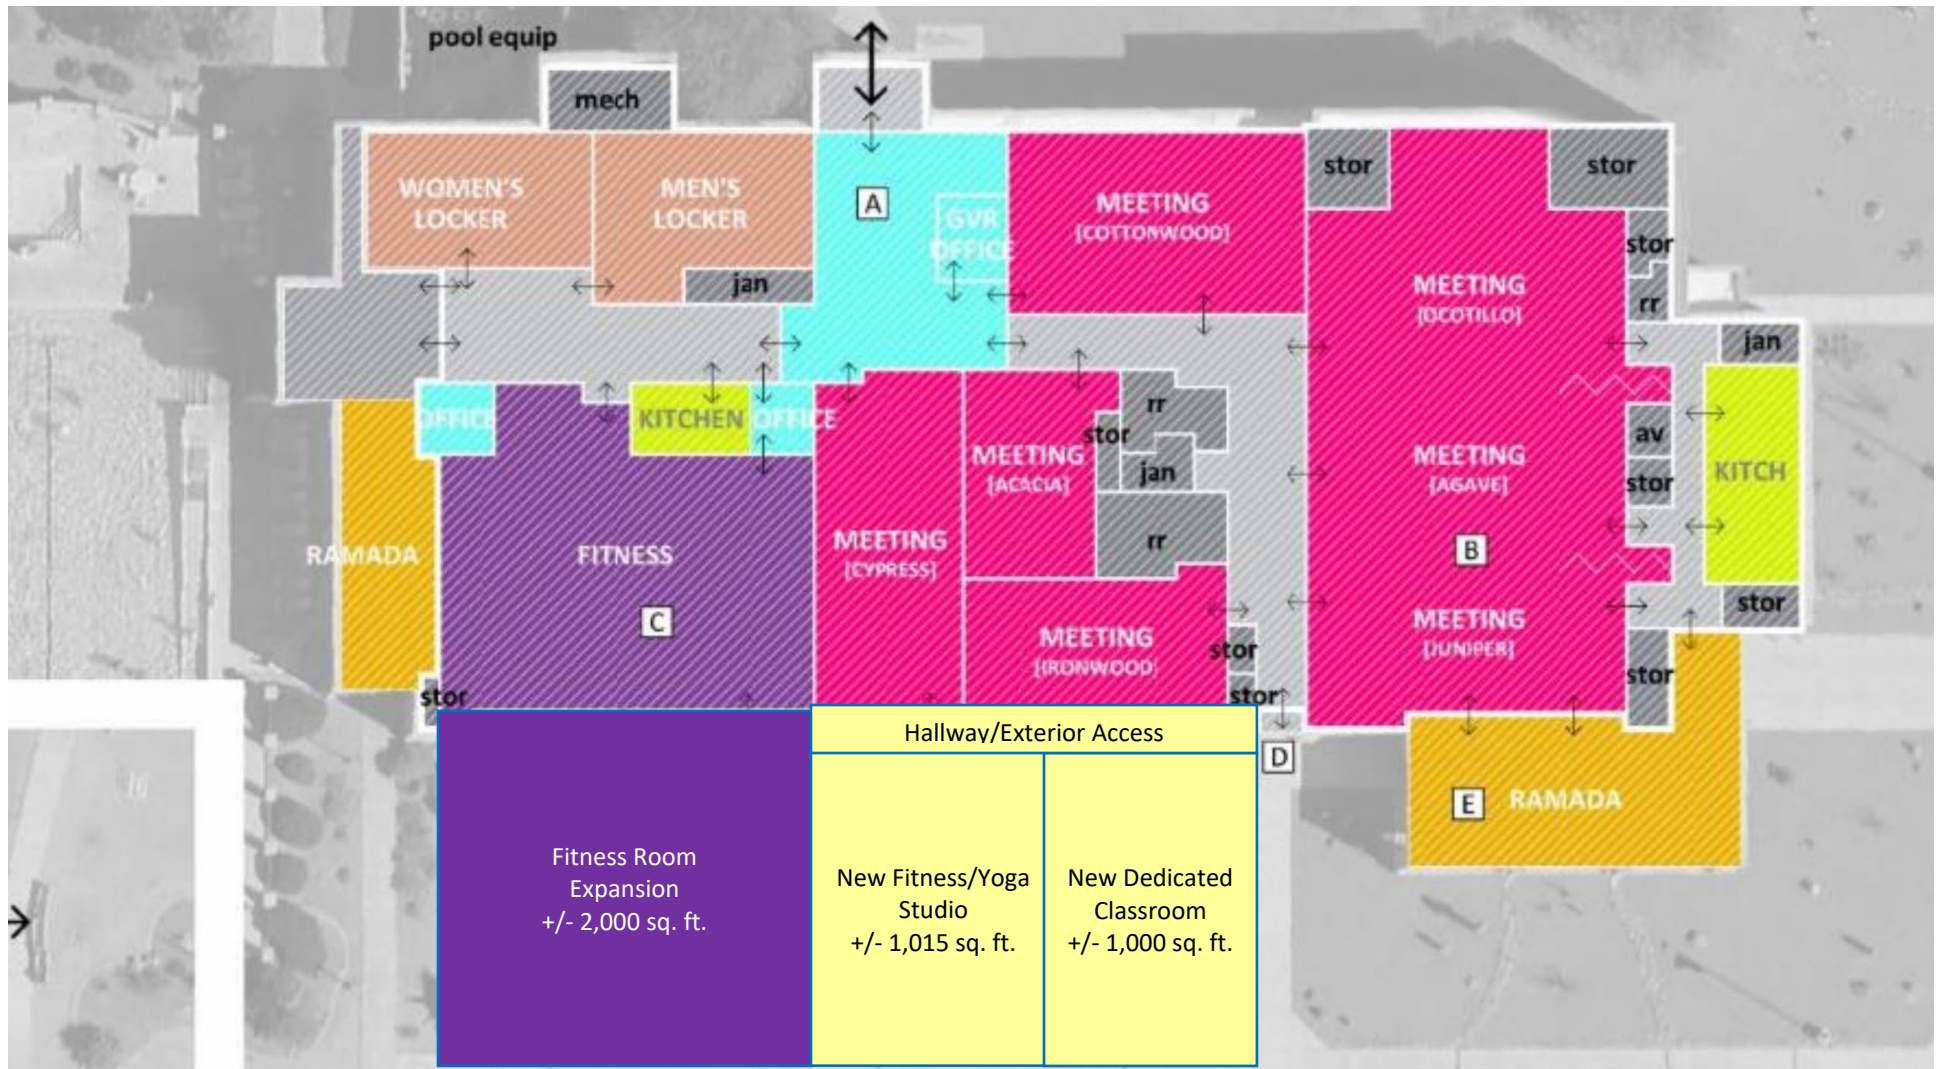 pool equip
mech
WOMEN'S
LOCKER
MEN'S
LOCKER
jan
A
GVR
OFFICE
MEETING
[COTTONWOOD]
stor
stor
stor
rr
MEETING
[OCOTILLO]
jan
OFFICE
KITCHEN
OFFICE
rr
stor
jan
rr
MEETING
[ACACIA]
MEETING
[AGAVE]
av
stor
KITCH
RAMADA
FITNESS
C
MEETING
[CYPRESS]
B
MEETING
[IRONWOOD]
MEETING
[JUNIPER]
stor
stor
stor
stor
stor
Hallway/Exterior Access
D
E
RAMADA
Fitness Room
Expansion
+/- 2,000 sq. ft.
New Fitness/Yoga
Studio
+/- 1,015 sq. ft.
New Dedicated
Classroom
+/- 1,000 sq. ft.